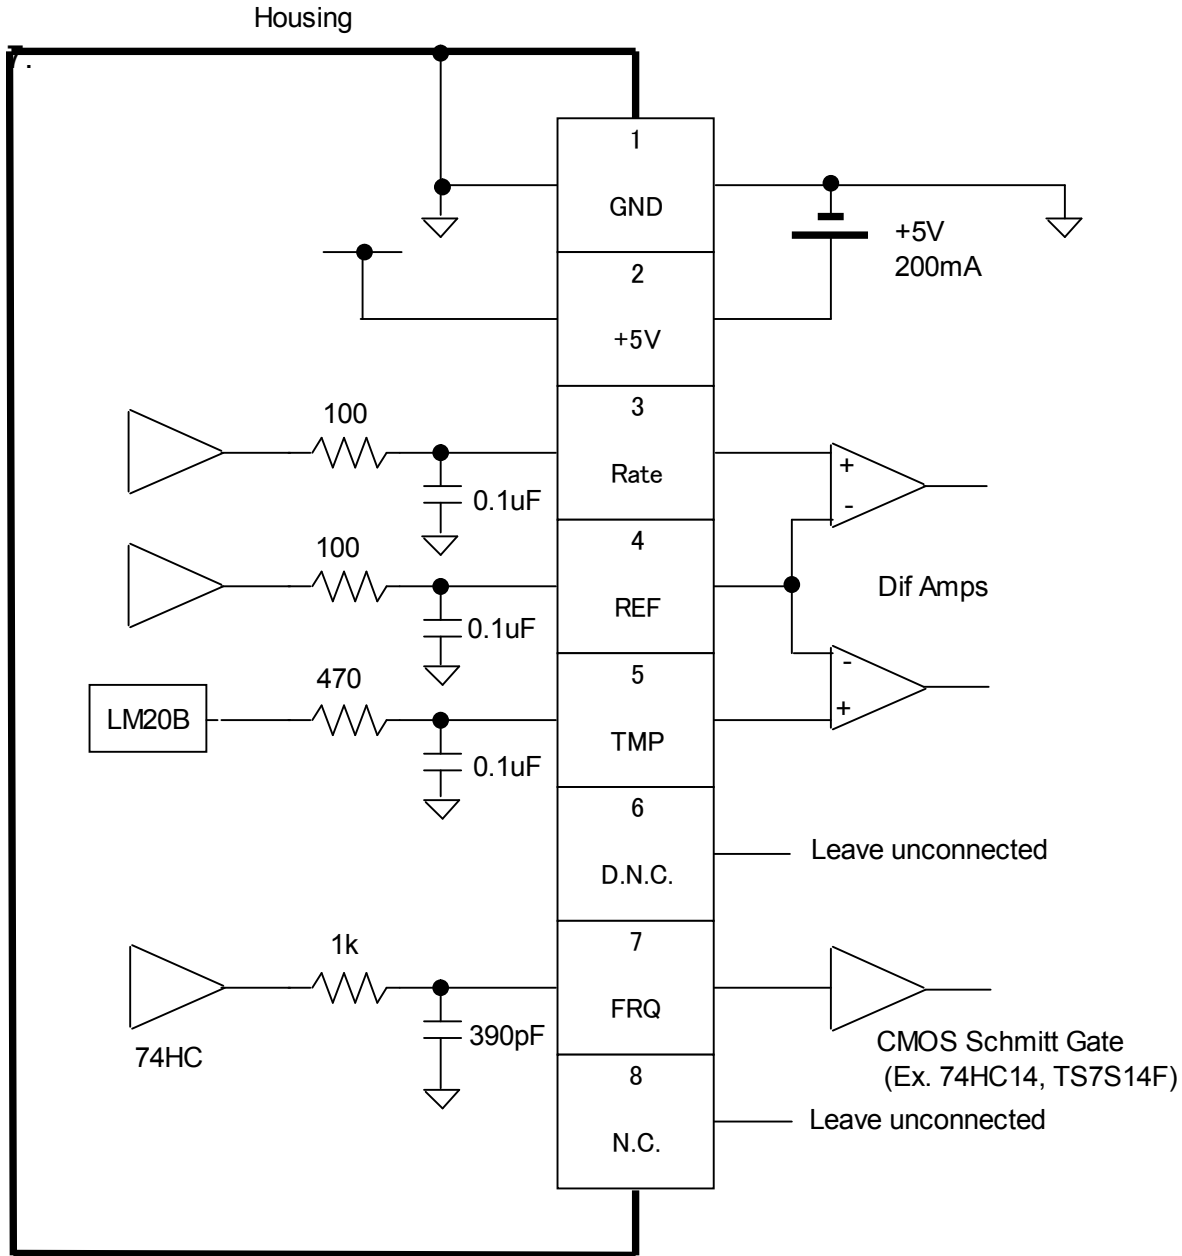 Housing
1
GND
+5V
200mA
2
+5V
3
Rate
100
0.1uF
+
-
4
REF
100
0.1uF
Dif Amps
5
TMP
470
LM20B
0.1uF
-
+
6
D.N.C.
Leave unconnected
7
FRQ
1k
390pF
74HC
CMOS Schmitt Gate
(Ex. 74HC14, TS7S14F)
8
N.C.
Leave unconnected